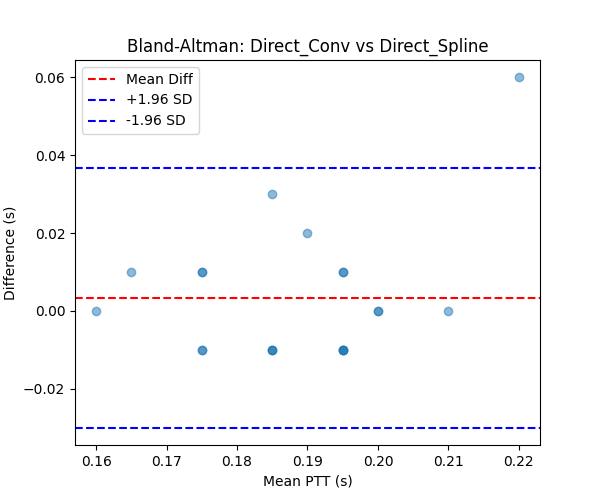 Bland-Altman: Direct_Conv vs Direct_Spline
Mean Diff
+1.96 SD
-1.96 SD
0.06
0.04
0.02
0.00
−0.02
Difference (s)
0.16 0.17 0.18 0.19 0.20 0.21 0.22
Mean PTT (s)